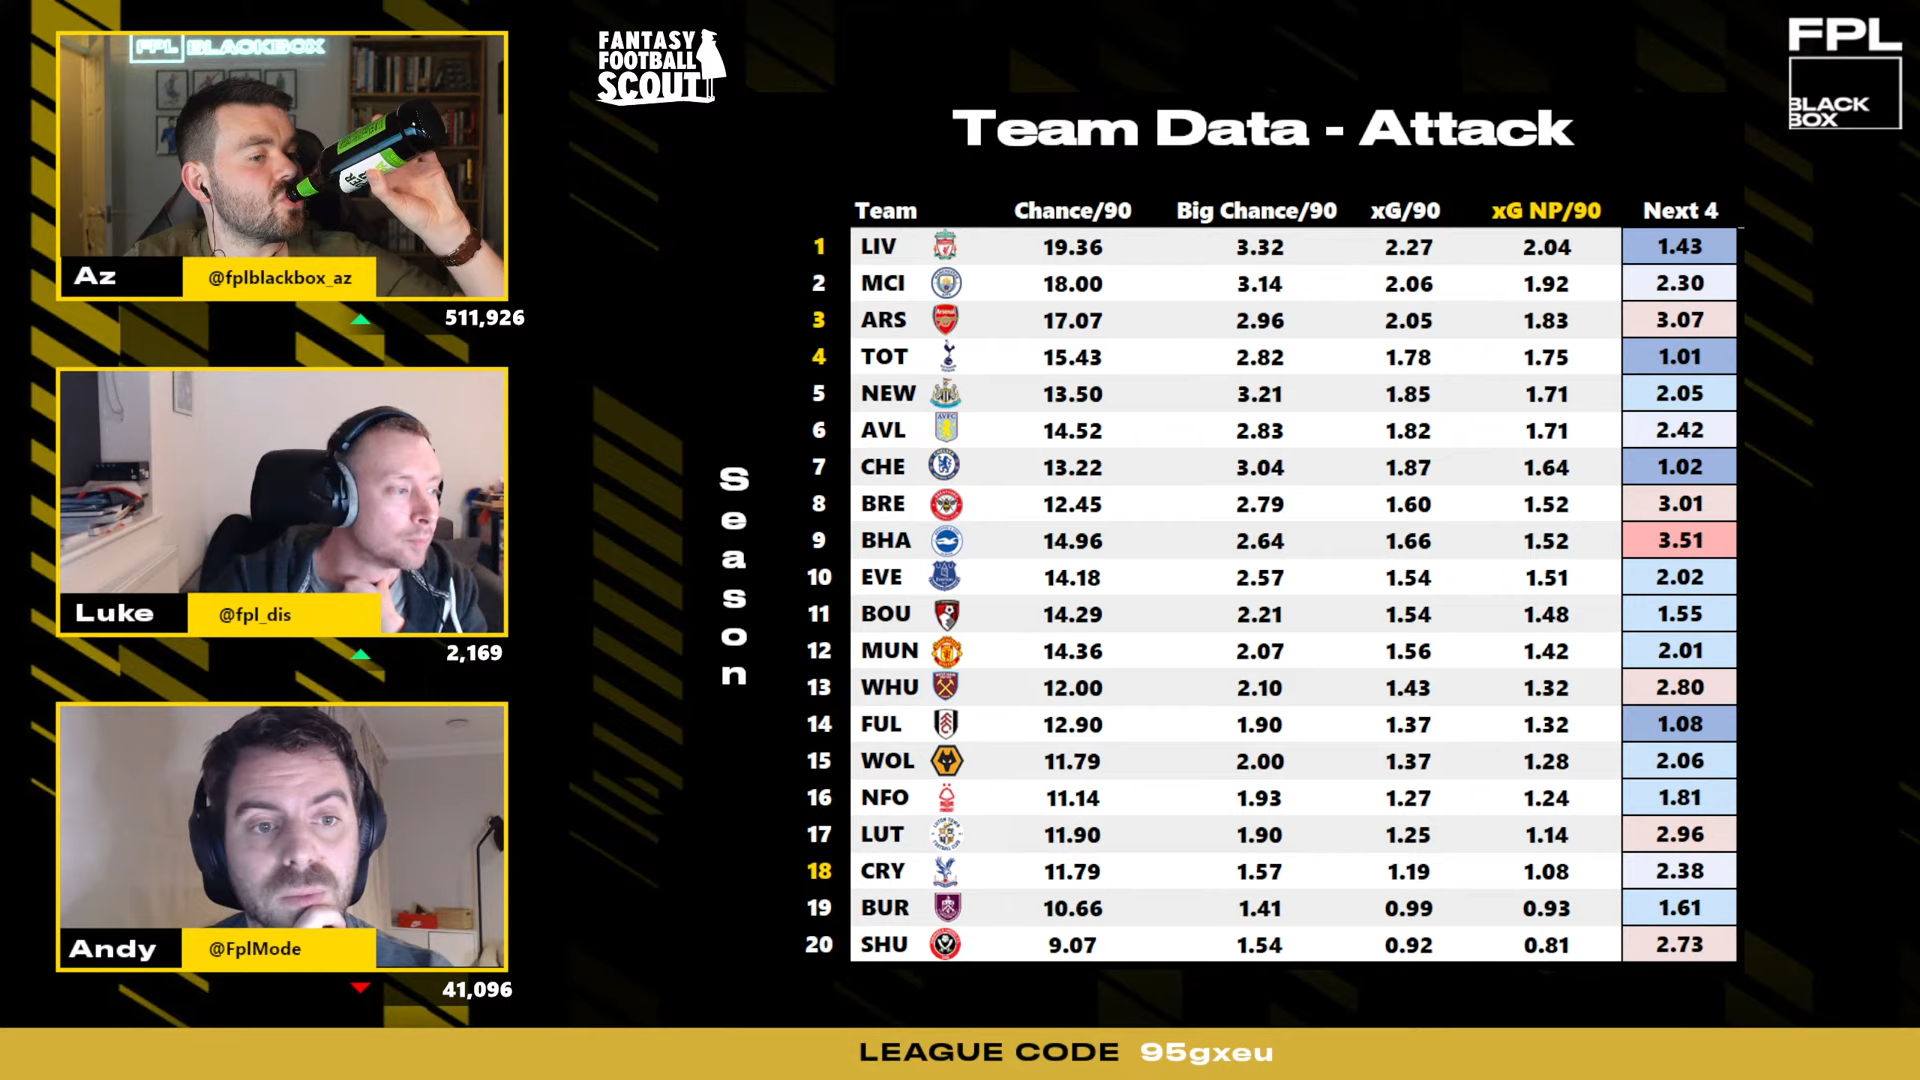 FPL BLACKBOX
Az
@fplblackbox_az
511,926
Luke
@fpl_dis
2,169
Andy
@FplMode
41,096
FANTASY
FOOTBALL
SCOUT
FPL
BLACK
BOX
Team Data - Attack
Season
Team Chance/90 Big Chance/90 xG/90 xG NP/90 Next 4
1 LIV 19.36 3.32 2.27 2.04 1.43
2 MCI 18.00 3.14 2.06 1.92 2.30
3 ARS 17.07 2.96 2.05 1.83 3.07
4 TOT 15.43 2.82 1.78 1.75 1.01
5 NEW 13.50 3.21 1.85 1.71 2.05
6 AVL 14.52 2.83 1.82 1.71 2.42
7 CHE 13.22 3.04 1.87 1.64 1.02
8 BRE 12.45 2.79 1.60 1.52 3.01
9 BHA 14.96 2.64 1.66 1.52 3.51
10 EVE 14.18 2.57 1.54 1.51 2.02
11 BOU 14.29 2.21 1.54 1.48 1.55
12 MUN 14.36 2.07 1.56 1.42 2.01
13 WHU 12.00 2.10 1.43 1.32 2.80
14 FUL 12.90 1.90 1.37 1.32 1.08
15 WOL 11.79 2.00 1.37 1.28 2.06
16 NFO 11.14 1.93 1.27 1.24 1.81
17 LUT 11.90 1.90 1.25 1.14 2.96
18 CRY 11.79 1.57 1.19 1.08 2.38
19 BUR 10.66 1.41 0.99 0.93 1.61
20 SHU 9.07 1.54 0.92 0.81 2.73
LEAGUE CODE 95gxeu